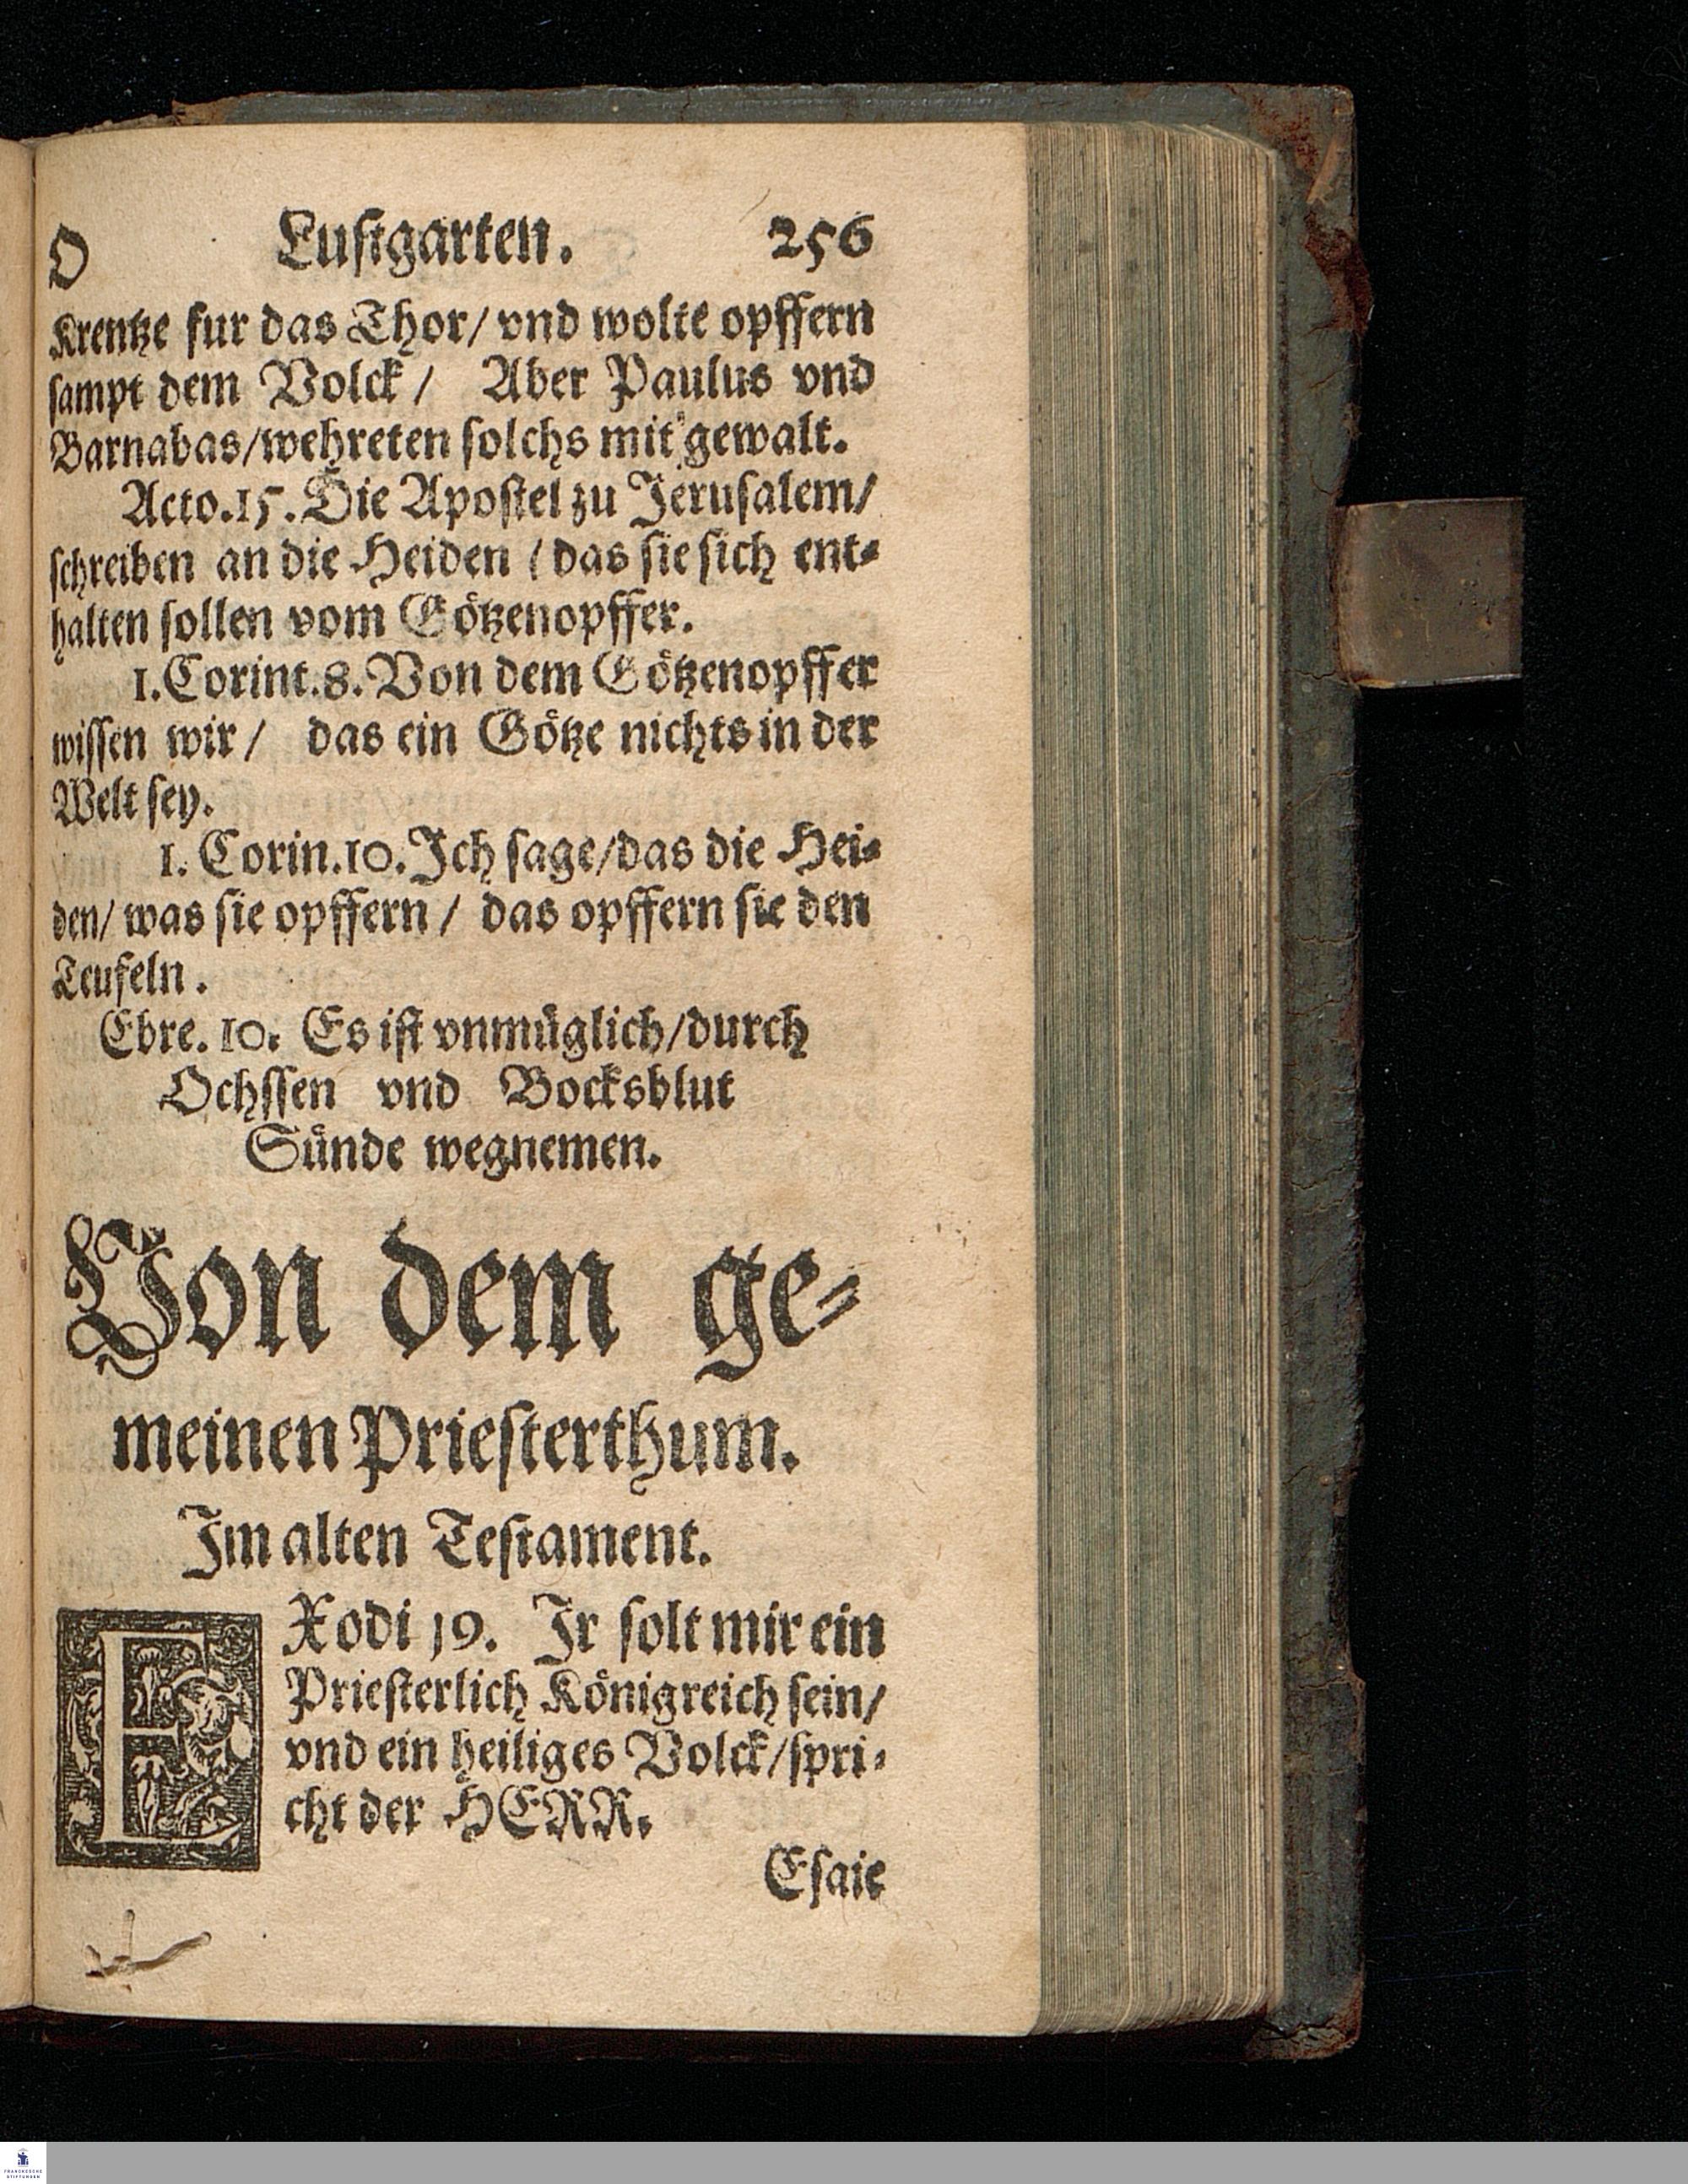 O Lustgarten. 256
Krentze fur das Thor/ vnd wolte opffern
sampt dem Volck / Aber Paulus vnd
Barnabas/wehreten solchs mit gewalt.
Acto.15. Die Apostel zu Jerusalem/
schreiben an die Heiden / das sie sich ent-
halten sollen vom Götzenopffer.
1.Corint.8. Von dem Götzenopffer
wissen wir / das ein Götze nichts in der
Welt sey.
1. Corin.10. Jch sage/das die Hei-
den/ was sie opffern / das opffern sie den
Teufeln.
Ebre. 10. Es ist vnmüglich/durch
Ochssen vnd Bocksblut
Sünde wegnemen.
Von dem ge-
meinen Priesterthum.
Jm alten Testament.
EXodi 19. Jr solt mir ein
Priesterlich Königreich sein/
vnd ein heiliges Volck/spri-
cht der HERR.
Esaie
FRANCKESCHE
STIFTUNGEN